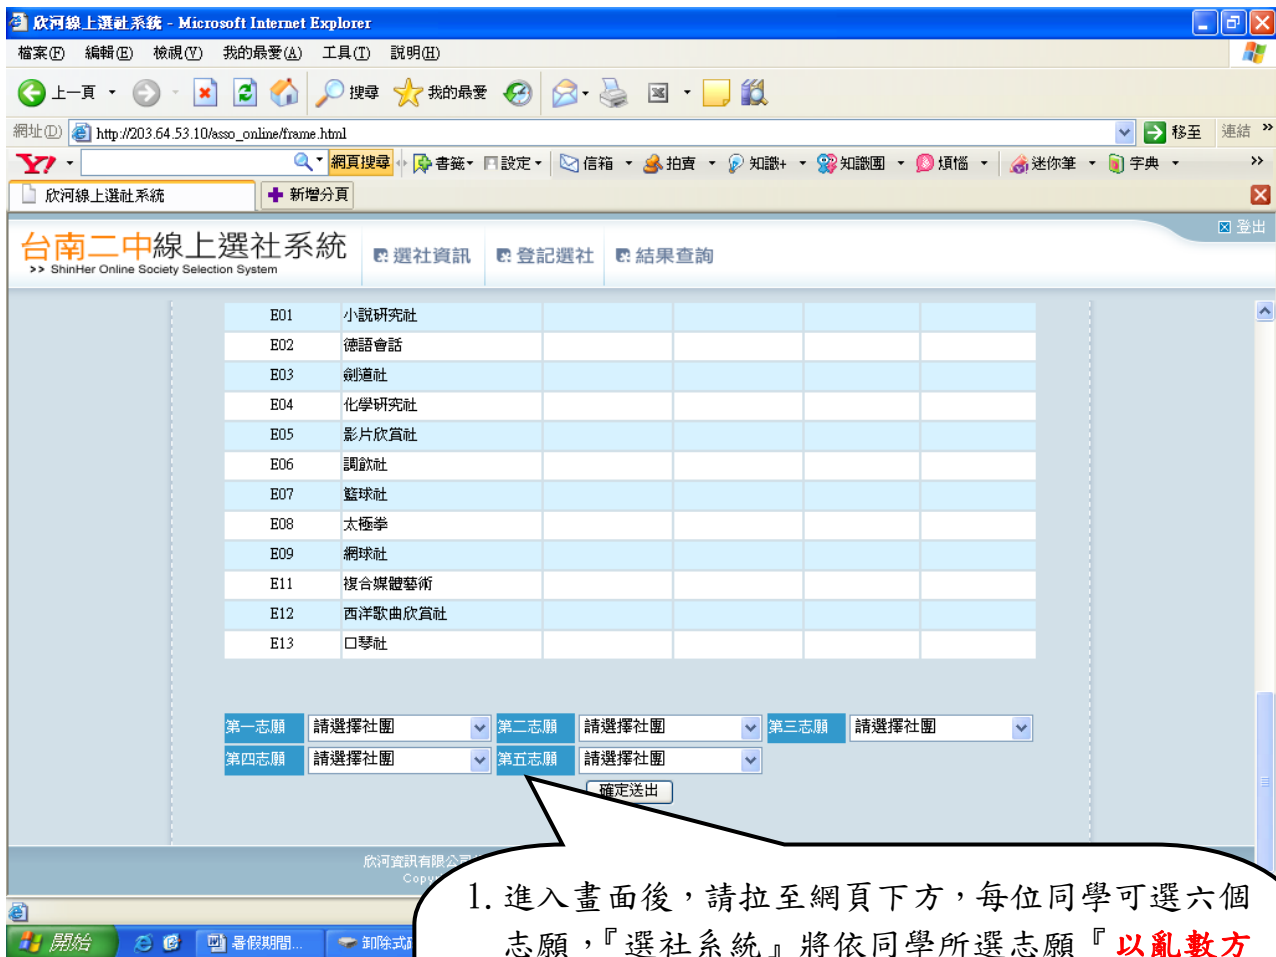 欣河線上選社系統 - Microsoft Internet Explorer
檔案(F) 編輯(E) 檢視(V) 我的最愛(A) 工具(T) 說明(H)
上一頁 搜尋 我的最愛
網址(D) http://203.64.53.10/asso_online/frame.html 移至 連結 »
Y! 網頁搜尋 書籤 設定 信箱 拍賣 知識+ 知識團 煩惱 迷你筆 字典 »
欣河線上選社系統 新增分頁
登出
台南二中線上選社系統 選社資訊 登記選社 結果查詢
>> ShinHer Online Society Selection System
E01 小說研究社
E02 德語會話
E03 劍道社
E04 化學研究社
E05 影片欣賞社
E06 調飲社
E07 籃球社
E08 太極拳
E09 網球社
E11 複合媒體藝術
E12 西洋歌曲欣賞社
E13 口琴社
第一志願 請選擇社團 第二志願 請選擇社團 第三志願 請選擇社團
第四志願 請選擇社團 第五志願 請選擇社團
確定送出
欣河資訊有限公司
Copy
1. 進入畫面後，請拉至網頁下方，每位同學可選六個
志願，『選社系統』將依同學所選志願『以亂數方
開始 暑假期間... 卸除式